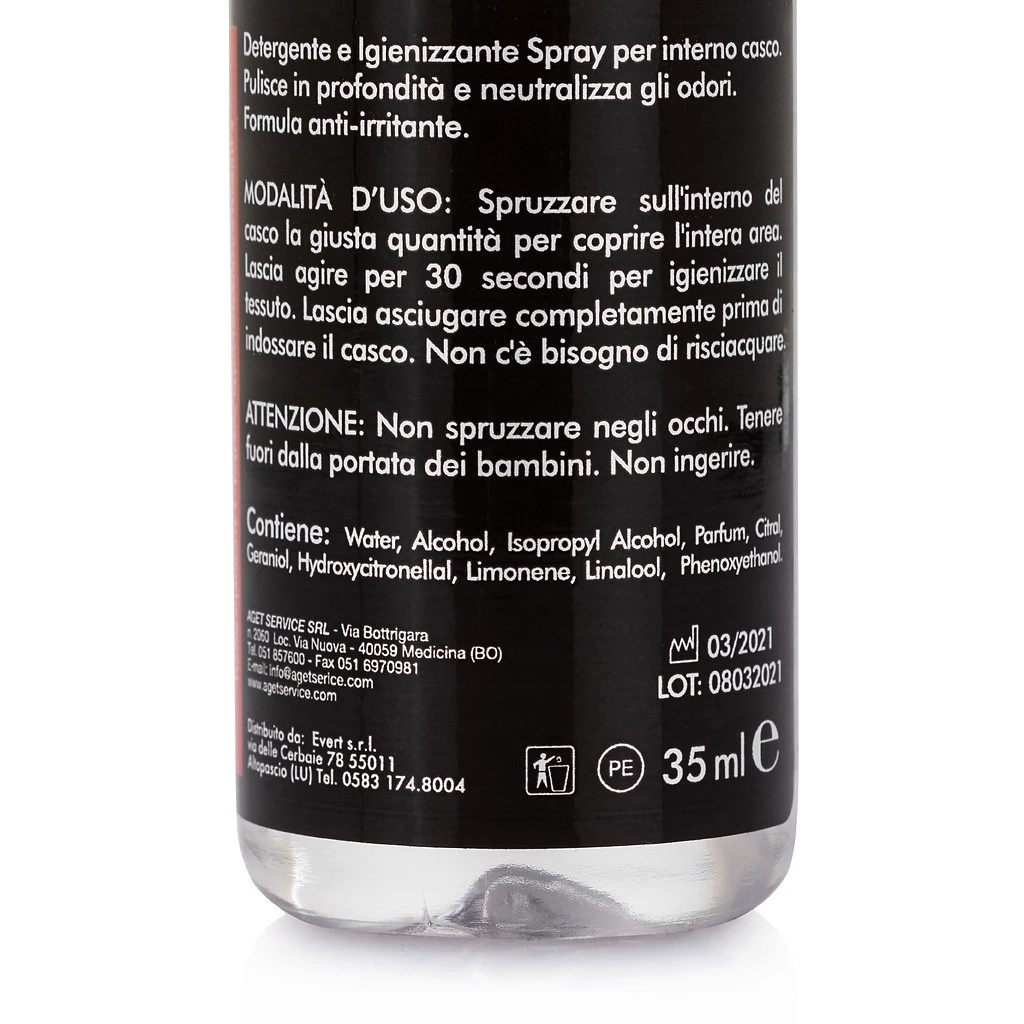 Detergente e Igienizzante Spray per interno casco.
Pulisce in profondità e neutralizza gli odori.
Formula anti-irritante.
MODALITÀ D'USO: Spruzzare sull'interno del
casco la giusta quantità per coprire l'intera area.
Lascia agire per 30 secondi per igienizzare il
tessuto. Lascia asciugare completamente prima di
indossare il casco. Non c'è bisogno di risciacquare.
ATTENZIONE: Non spruzzare negli occhi. Tenere
fuori dalla portata dei bambini. Non ingerire.
Contiene: Water, Alcohol, Isopropyl Alcohol, Parfum, Citral,
Geraniol, Hydroxycitronellal, Limonene, Linalool, Phenoxyethanol.
AGET SERVICE SRL - Via Bottrigara
n. 2060 Loc. Via Nuova - 40059 Medicina (BO)
Tel. 051 857600 - Fax 051 6970981
E-mail: info@agetserice.com
www.agetservice.com
03/2021
LOT: 08032021
Distribuito da: Evert s.r.l.
via delle Cerbaie 78 55011
Altopascio (LU) Tel. 0583 174.8004
PE
35 ml e